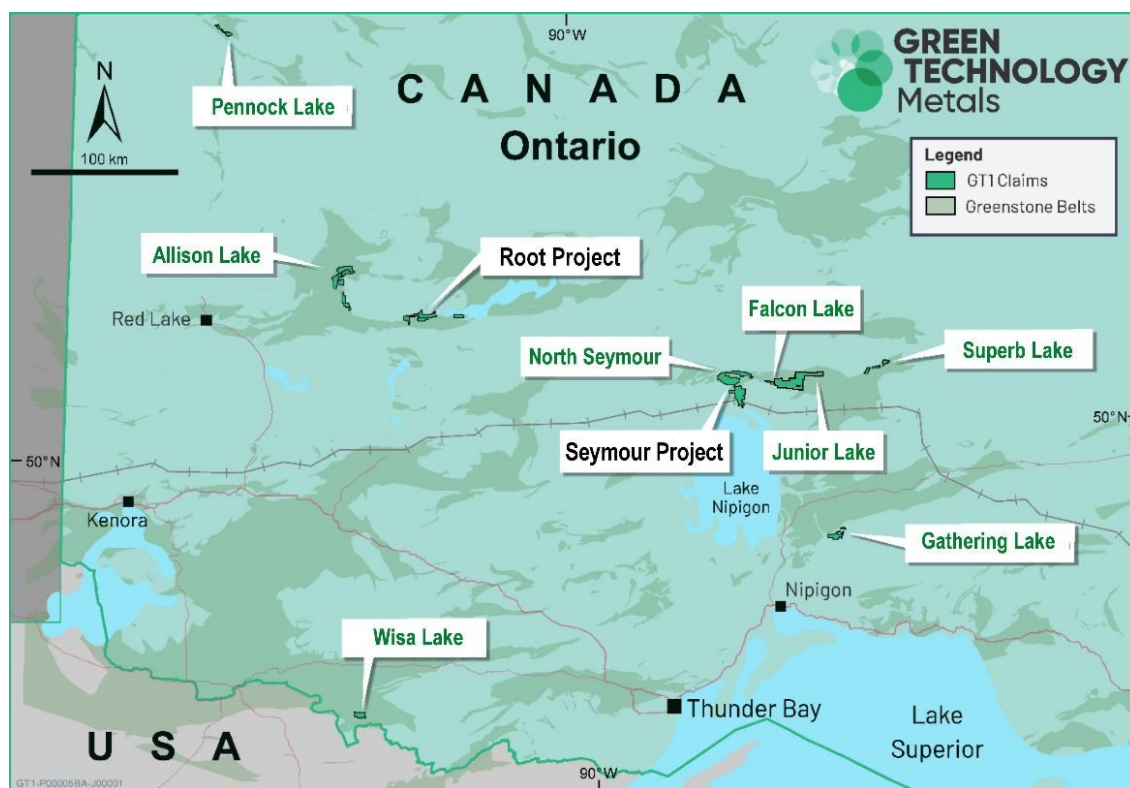 90°W
GREEN
TECHNOLOGY
Metals
N
Pennock Lake
C A N A D A
Ontario
100 km
Legend
GT1 Claims
Greenstone Belts
Allison Lake
Root Project
Red Lake
Falcon Lake
North Seymour
Superb Lake
50°N
Seymour Project
Junior Lake
50°N
Lake
Nipigon
Kenora
Gathering Lake
Nipigon
Wisa Lake
Thunder Bay
Lake
Superior
U S A
90°W
GT1-P00005BA-J00001